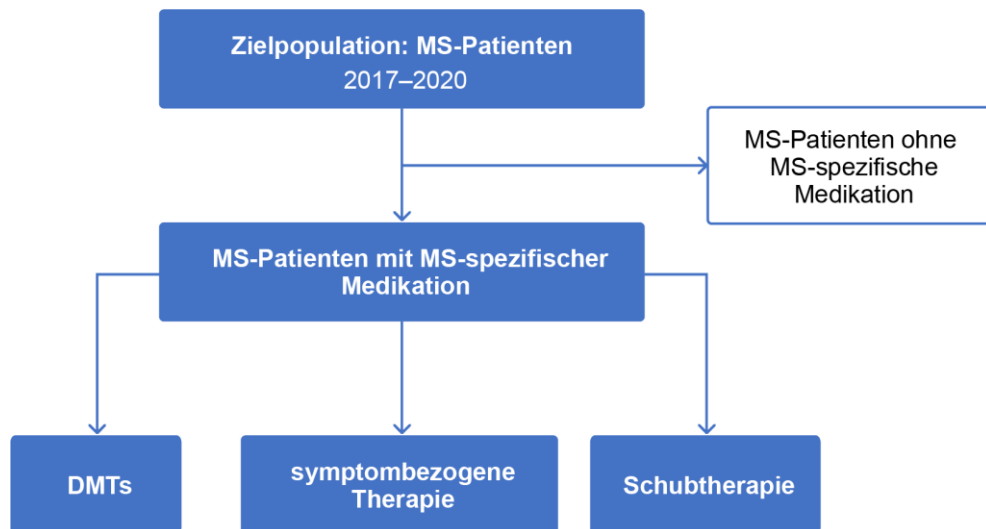 Zielpopulation: MS-Patienten
2017–2020
MS-Patienten ohne
MS-spezifische
Medikation
MS-Patienten mit MS-spezifischer
Medikation
DMTs
symptombezogene
Therapie
Schubtherapie